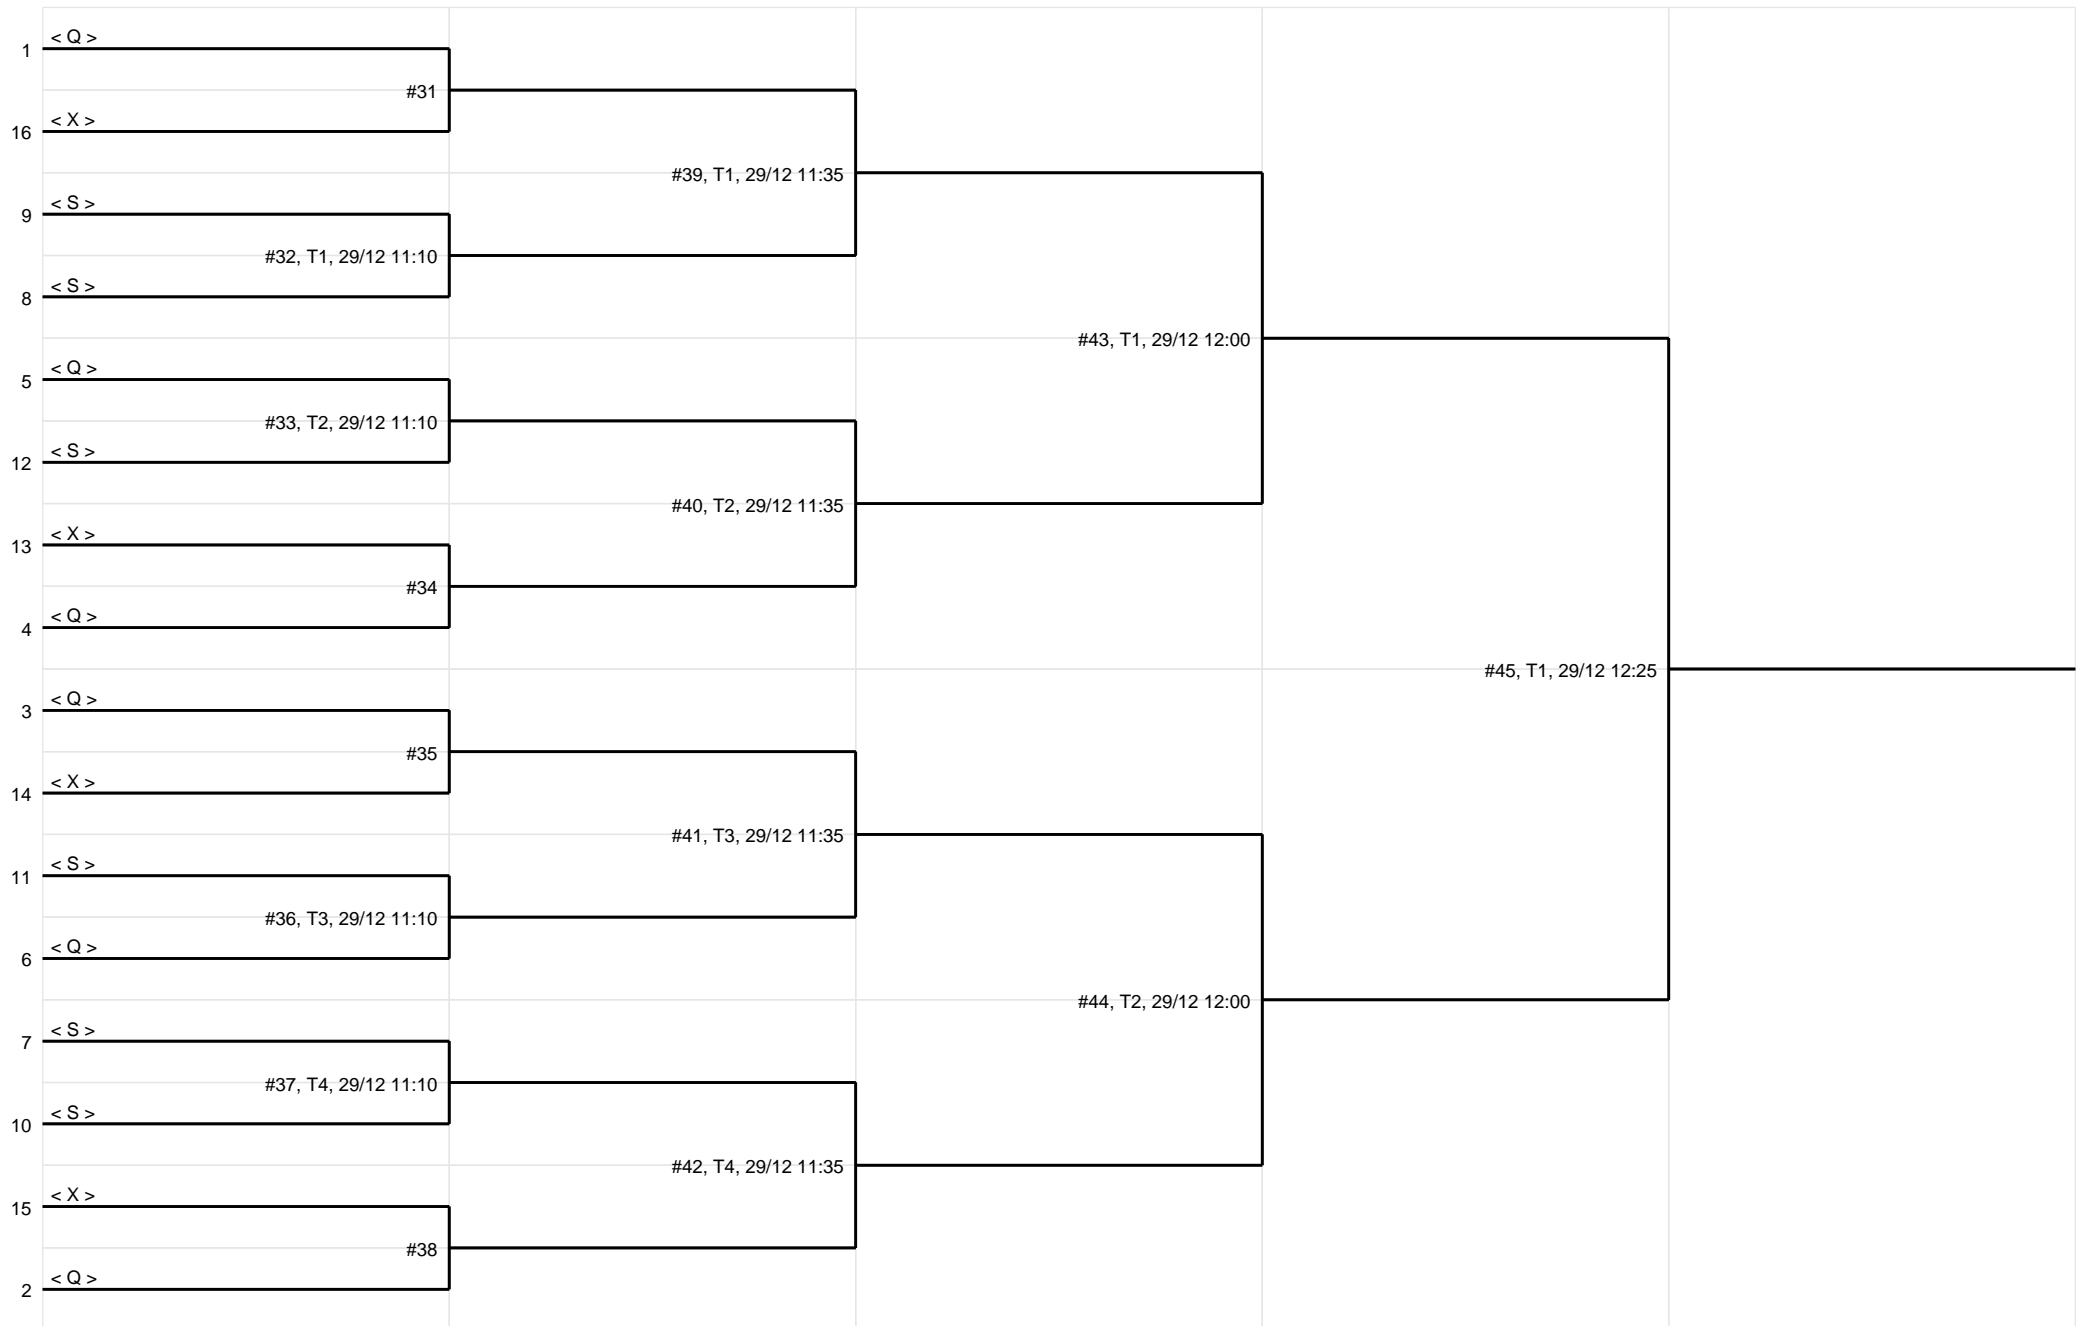 < Q >
1
#31
< X >
16
#39, T1, 29/12 11:35
< S >
9
#32, T1, 29/12 11:10
< S >
8
#43, T1, 29/12 12:00
< Q >
5
#33, T2, 29/12 11:10
< S >
12
#40, T2, 29/12 11:35
< X >
13
#34
< Q >
4
#45, T1, 29/12 12:25
< Q >
3
#35
< X >
14
#41, T3, 29/12 11:35
< S >
11
#36, T3, 29/12 11:10
< Q >
6
#44, T2, 29/12 12:00
< S >
7
#37, T4, 29/12 11:10
< S >
10
#42, T4, 29/12 11:35
< X >
15
#38
< Q >
2